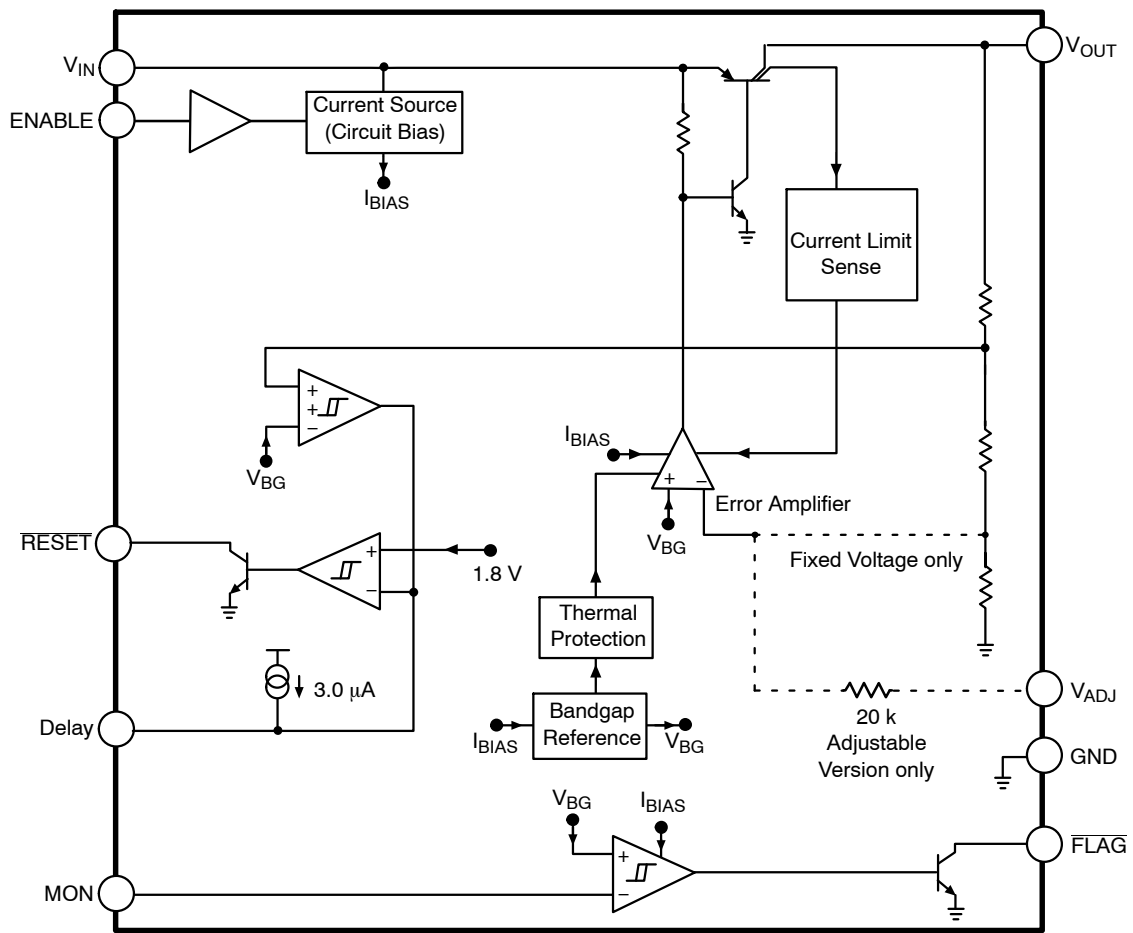 V_IN
V_OUT
ENABLE
Current Source
(Circuit Bias)
I_BIAS
Current Limit
Sense
+
+
−
V_BG
I_BIAS
+
−
Error Amplifier
V_BG
R̅E̅S̅E̅T̅
+
−
1.8 V
Fixed Voltage only
Thermal
Protection
3.0 μA
V_ADJ
20 k
Adjustable
Version only
Delay
I_BIAS
Bandgap
Reference
V_BG
GND
V_BG
I_BIAS
+
−
F̅L̅A̅G̅
MON